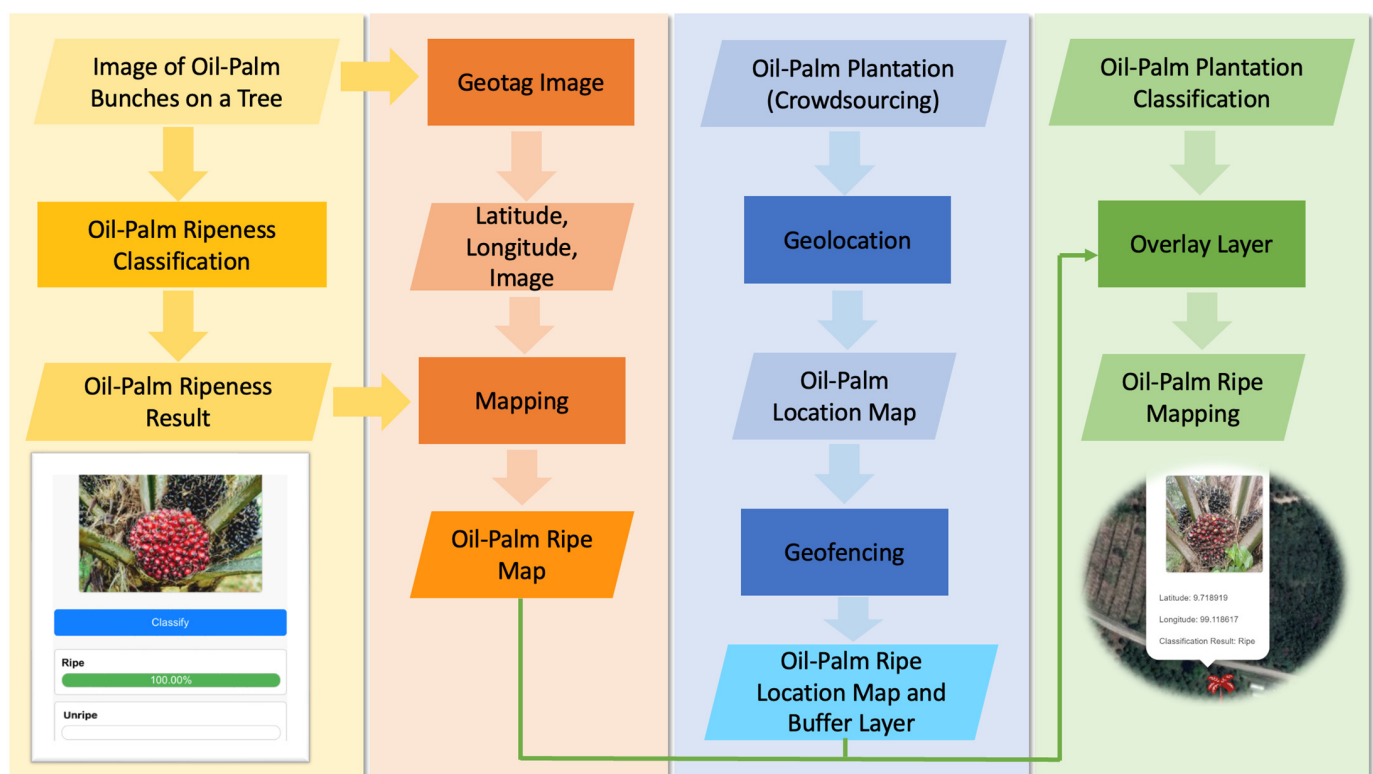 Image of Oil-Palm
Bunches on a Tree
Oil-Palm Ripeness
Classification
Oil-Palm Ripeness
Result
Classify
Ripe
100.00%
Unripe
Geotag Image
Latitude,
Longitude,
Image
Mapping
Oil-Palm Ripe
Map
Oil-Palm Plantation
(Crowdsourcing)
Geolocation
Oil-Palm
Location Map
Geofencing
Oil-Palm Ripe
Location Map and
Buffer Layer
Oil-Palm Plantation
Classification
Overlay Layer
Oil-Palm Ripe
Mapping
Latitude: 9.718919
Longitude: 99.118617
Classification Result: Ripe